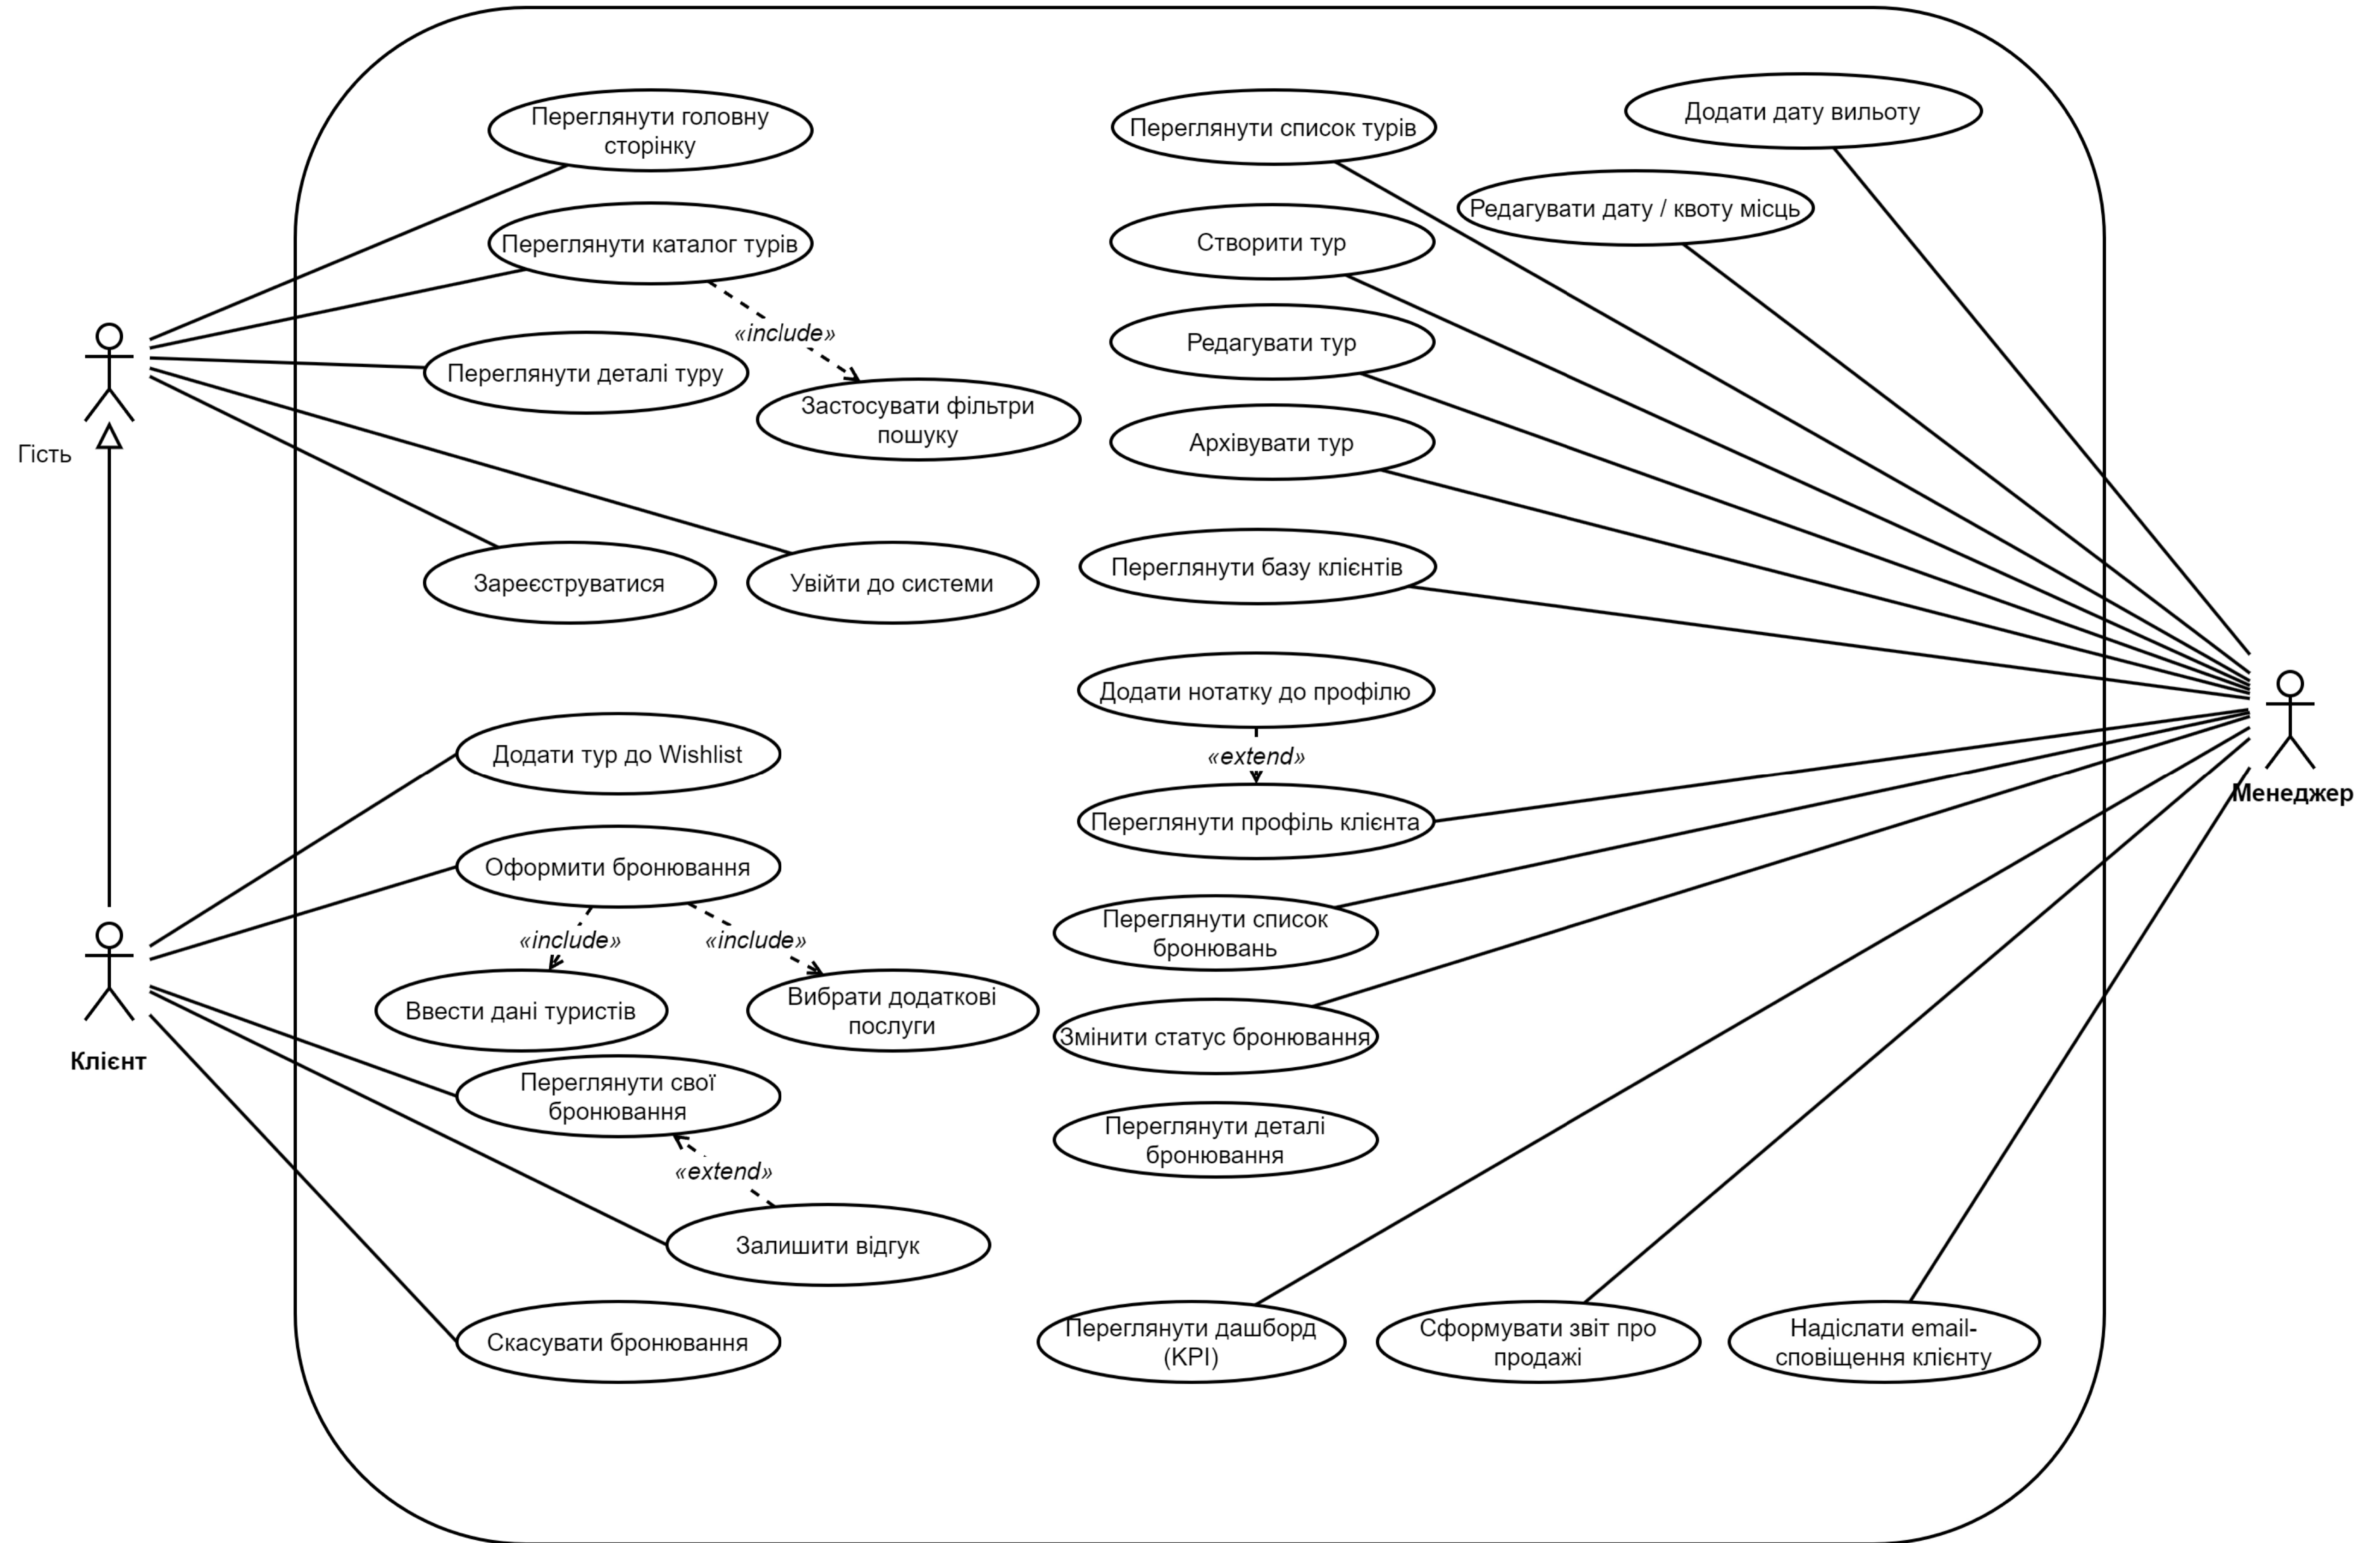 Переглянути головну
сторінку
Переглянути каталог турів
«include»
Переглянути деталі туру
Застосувати фільтри
пошуку
Гість
Зареєструватися
Увійти до системи
Додати тур до Wishlist
Оформити бронювання
«include»
«include»
Ввести дані туристів
Вибрати додаткові
послуги
Клієнт
Переглянути свої
бронювання
«extend»
Залишити відгук
Скасувати бронювання
Переглянути список турів
Додати дату вильоту
Редагувати дату / квоту місць
Створити тур
Редагувати тур
Архівувати тур
Переглянути базу клієнтів
Додати нотатку до профілю
«extend»
Переглянути профіль клієнта
Менеджер
Переглянути список
бронювань
Змінити статус бронювання
Переглянути деталі
бронювання
Переглянути дашборд
(KPI)
Сформувати звіт про
продажі
Надіслати email-
сповіщення клієнту